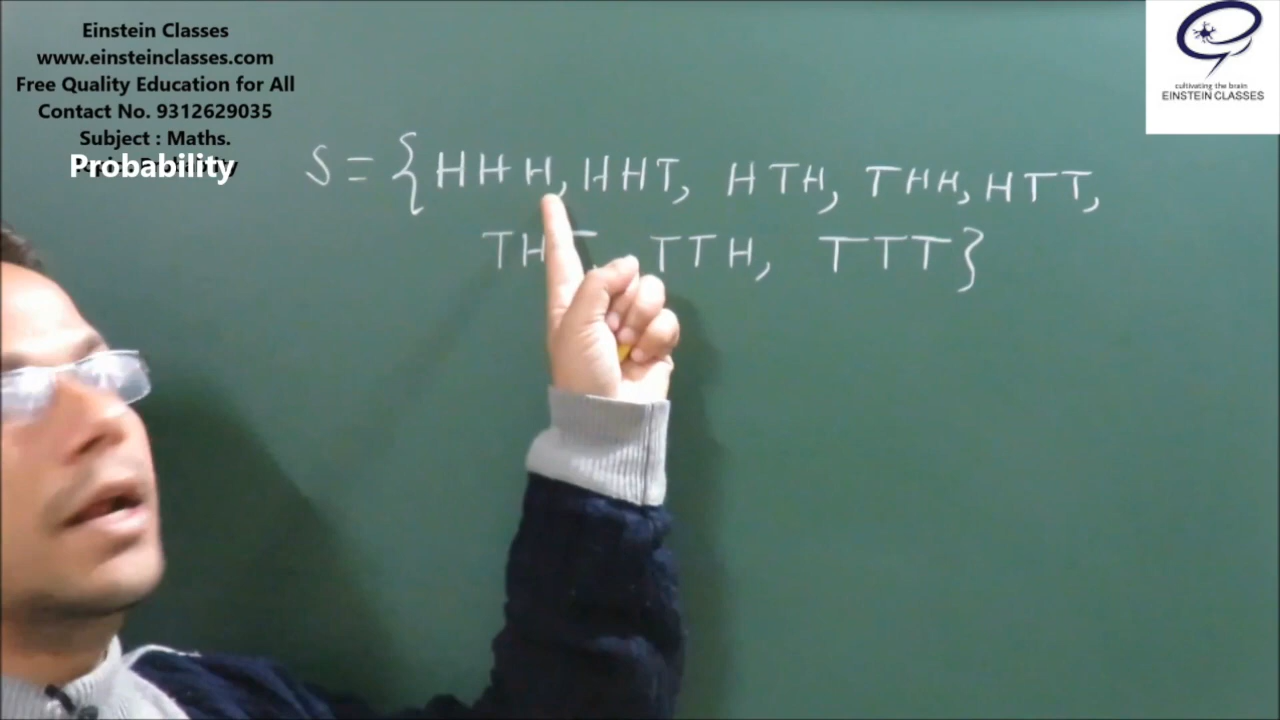 Einstein Classes
www.einsteinclasses.com
Free Quality Education for All
Contact No. 9312629035
Subject : Maths.
Probability
cultivating the brain
EINSTEIN CLASSES
S = {HHH, HHT, HTH, THH, HTT,
THT, TTH, TTT}